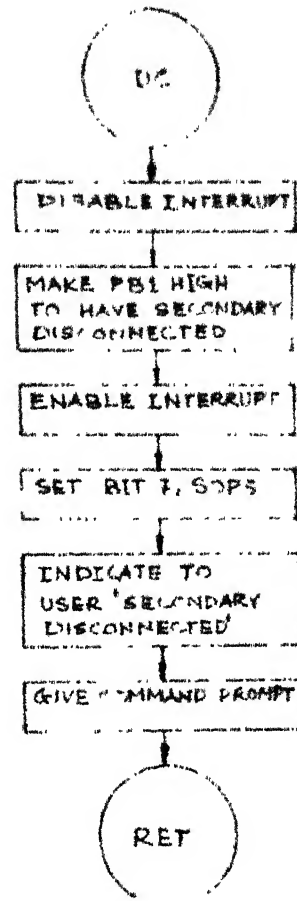 DC
DISABLE INTERRUPT
MAKE PB1 HIGH
TO HAVE SECONDARY
DISCONNECTED
ENABLE INTERRUPT
SET BIT 7, SOPS
INDICATE TO
USER 'SECONDARY
DISCONNECTED'
GIVE COMMAND PROMPT
RET